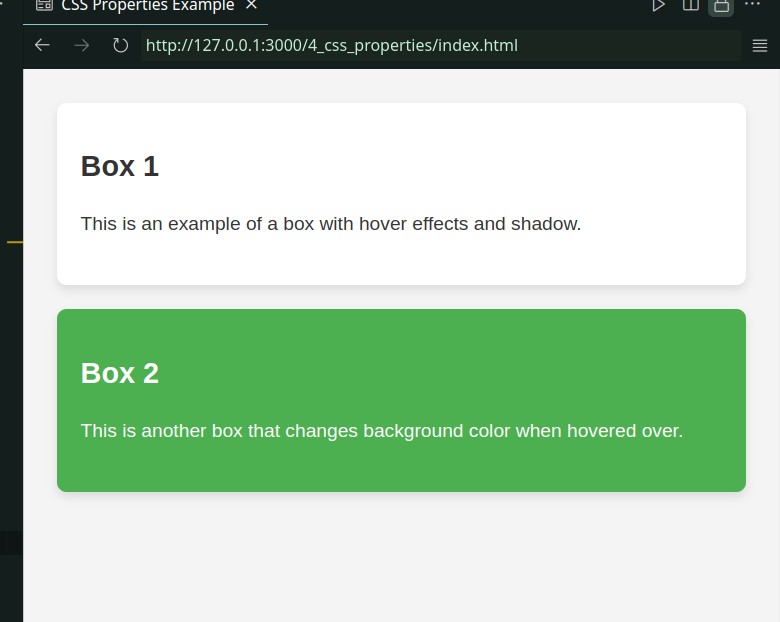 CSS Properties Example
http://127.0.0.1:3000/4_css_properties/index.html
Box 1
This is an example of a box with hover effects and shadow.
Box 2
This is another box that changes background color when hovered over.